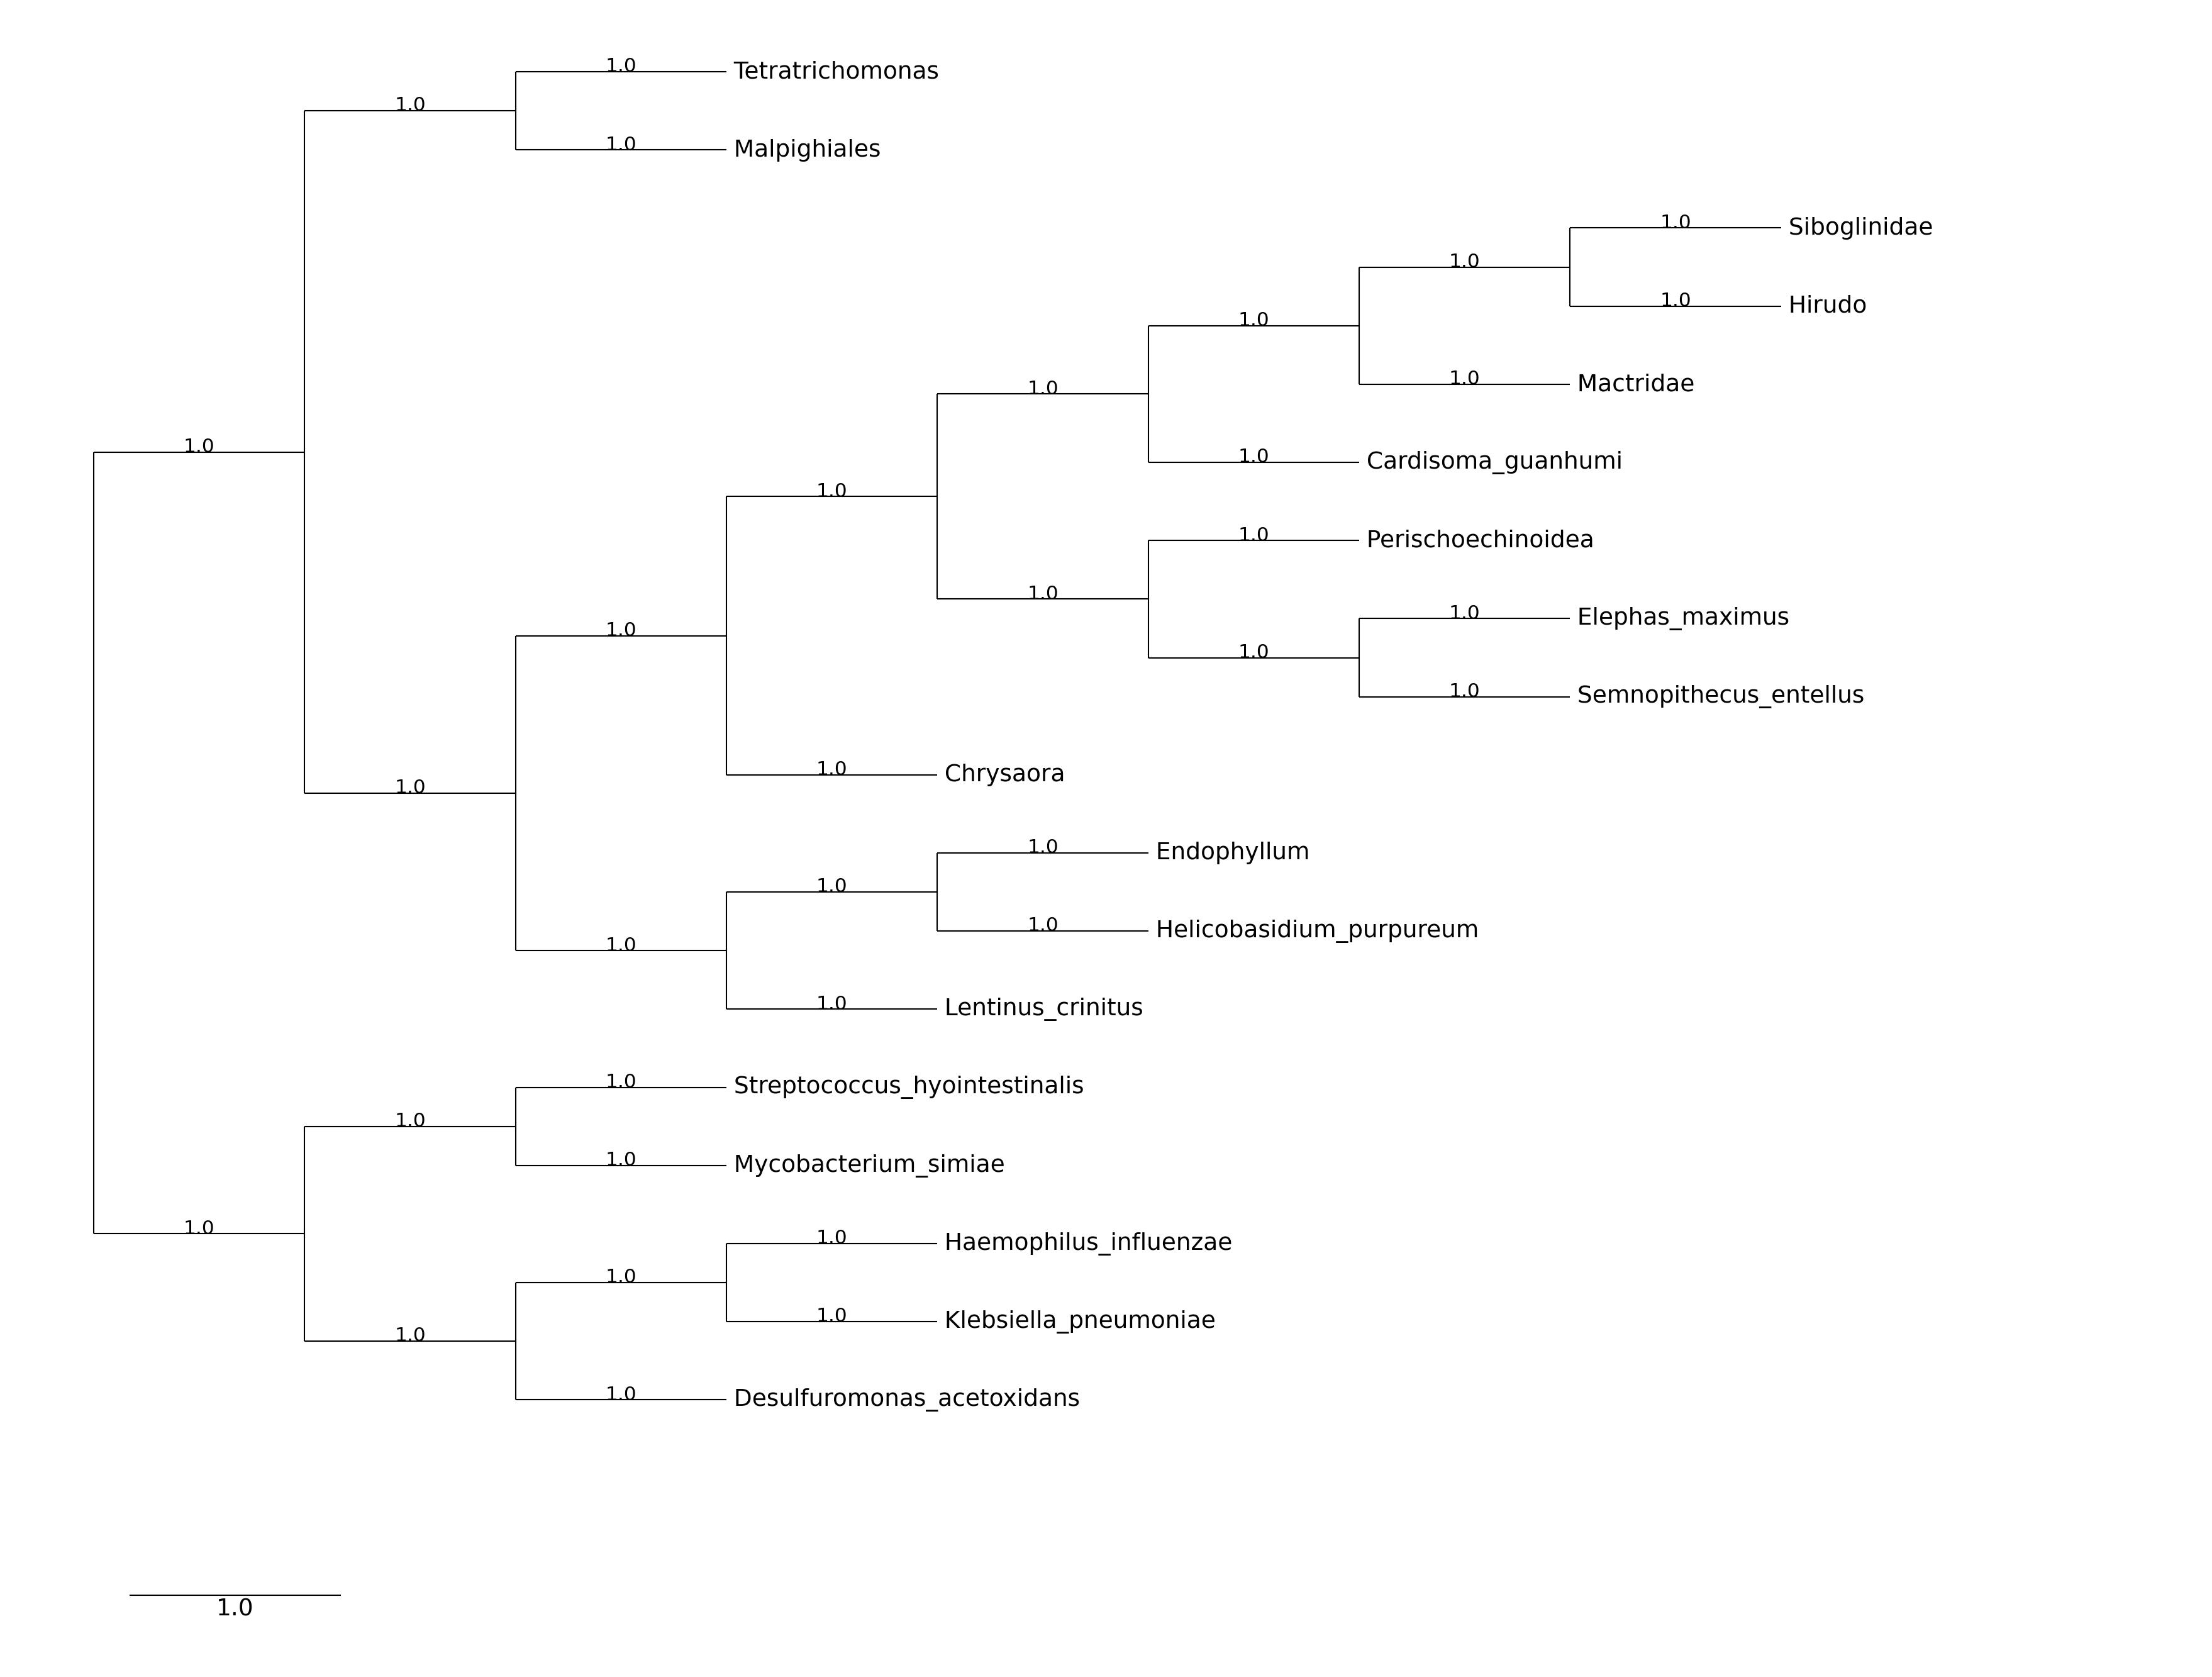 1.0 Tetratrichomonas
1.0
1.0 Malpighiales
1.0 Siboglinidae
1.0
1.0 Hirudo
1.0
1.0 Mactridae
1.0
1.0
1.0 Cardisoma_guanhumi
1.0
1.0 Perischoechinoidea
1.0
1.0 Elephas_maximus
1.0
1.0
1.0 Semnopithecus_entellus
1.0 Chrysaora
1.0
1.0 Endophyllum
1.0
1.0 Helicobasidium_purpureum
1.0
1.0 Lentinus_crinitus
1.0 Streptococcus_hyointestinalis
1.0
1.0 Mycobacterium_simiae
1.0
1.0 Haemophilus_influenzae
1.0
1.0 Klebsiella_pneumoniae
1.0
1.0 Desulfuromonas_acetoxidans
1.0